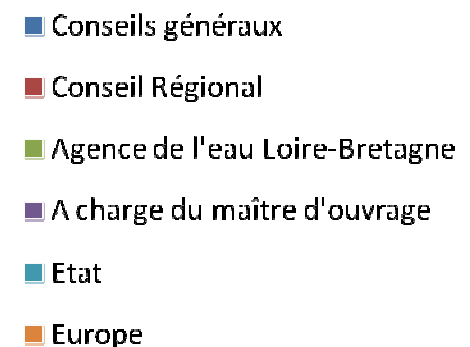 Conseils généraux
Conseil Régional
Agence de l'eau Loire-Bretagne
A charge du maître d'ouvrage
Etat
Europe